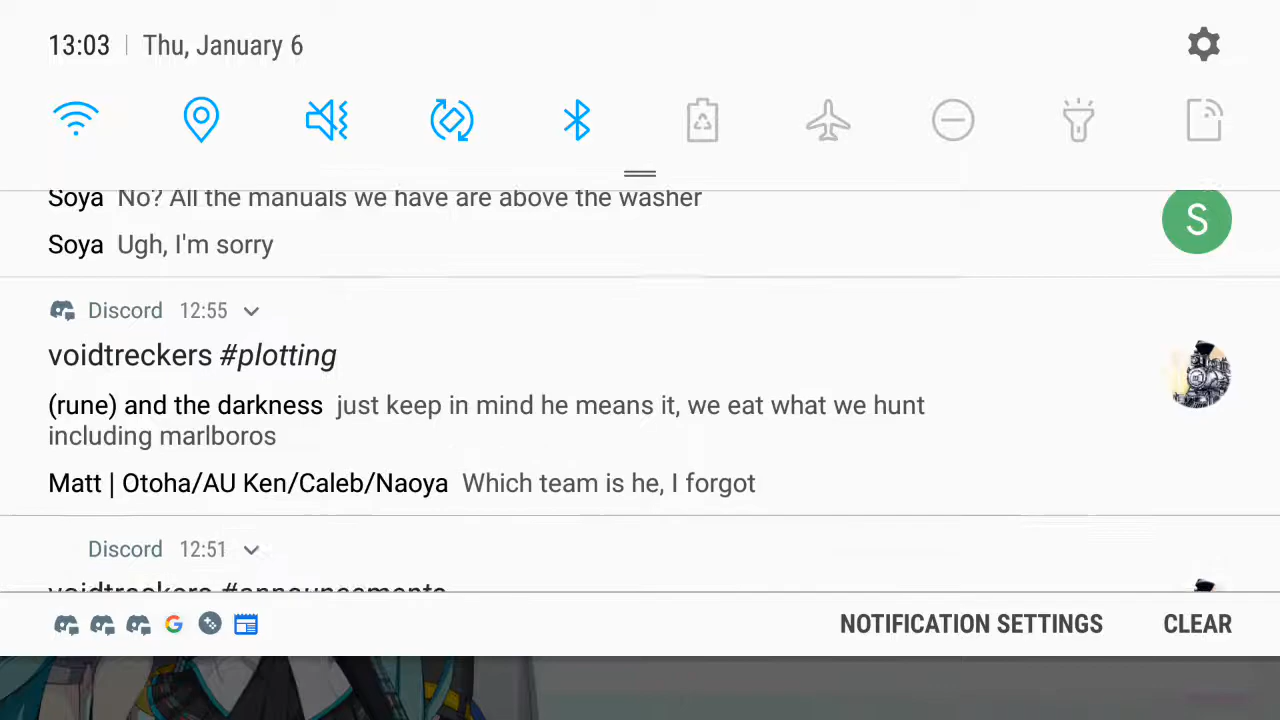 13:03 | Thu, January 6
Soya No? All the manuals we have are above the washer
S
Soya Ugh, I'm sorry
Discord 12:55
voidtreckers #plotting
(rune) and the darkness just keep in mind he means it, we eat what we hunt
including marlboros
Matt | Otoha/AU Ken/Caleb/Naoya Which team is he, I forgot
Discord 12:51
voidtreckers #announcements
NOTIFICATION SETTINGS CLEAR